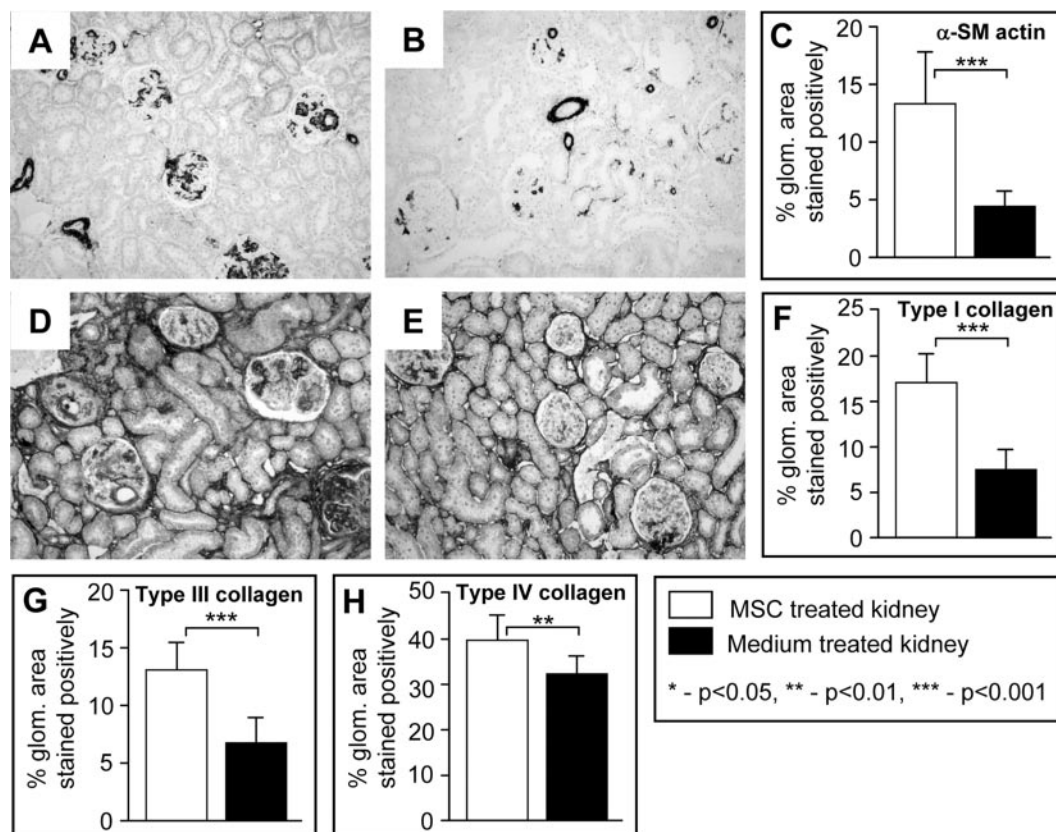 A
B
C
α-SM actin
% glom. area
stained positively
20
15
10
5
0
***
D
E
F
Type I collagen
% glom. area
stained positively
25
20
15
10
5
0
***
G
Type III collagen
% glom. area
stained positively
20
15
10
5
0
***
H
Type IV collagen
% glom. area
stained positively
50
40
30
20
10
0
**
MSC treated kidney
Medium treated kidney
* - p<0.05, ** - p<0.01, *** - p<0.001